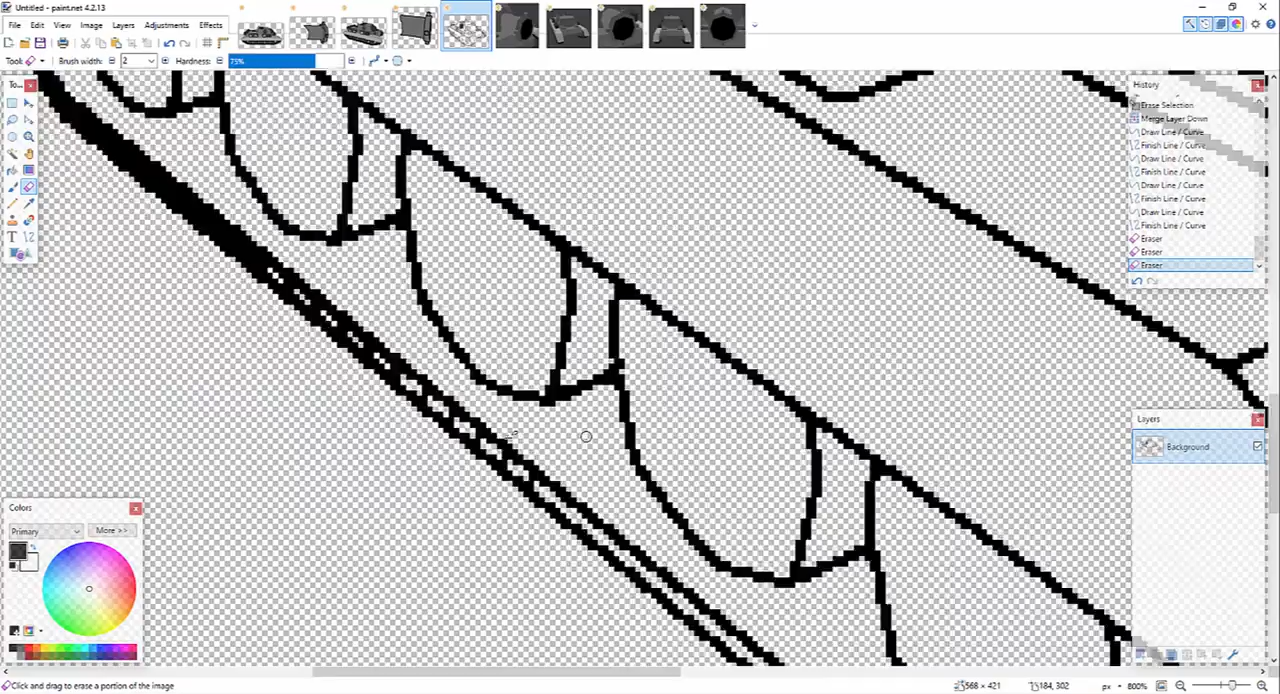 Untitled - paint.net 4.2.13
File Edit View Image Layers Adjustments Effects
Tool: Brush width: 2 Hardness: 75%
To...
History
Erase Selection
Merge Layer Down
Draw Line / Curve
Finish Line / Curve
Draw Line / Curve
Finish Line / Curve
Draw Line / Curve
Finish Line / Curve
Draw Line / Curve
Finish Line / Curve
Eraser
Eraser
Eraser
Layers
Background
Colors
Primary
More >>
Click and drag to erase a portion of the image
568 × 421
184, 302
px
800%